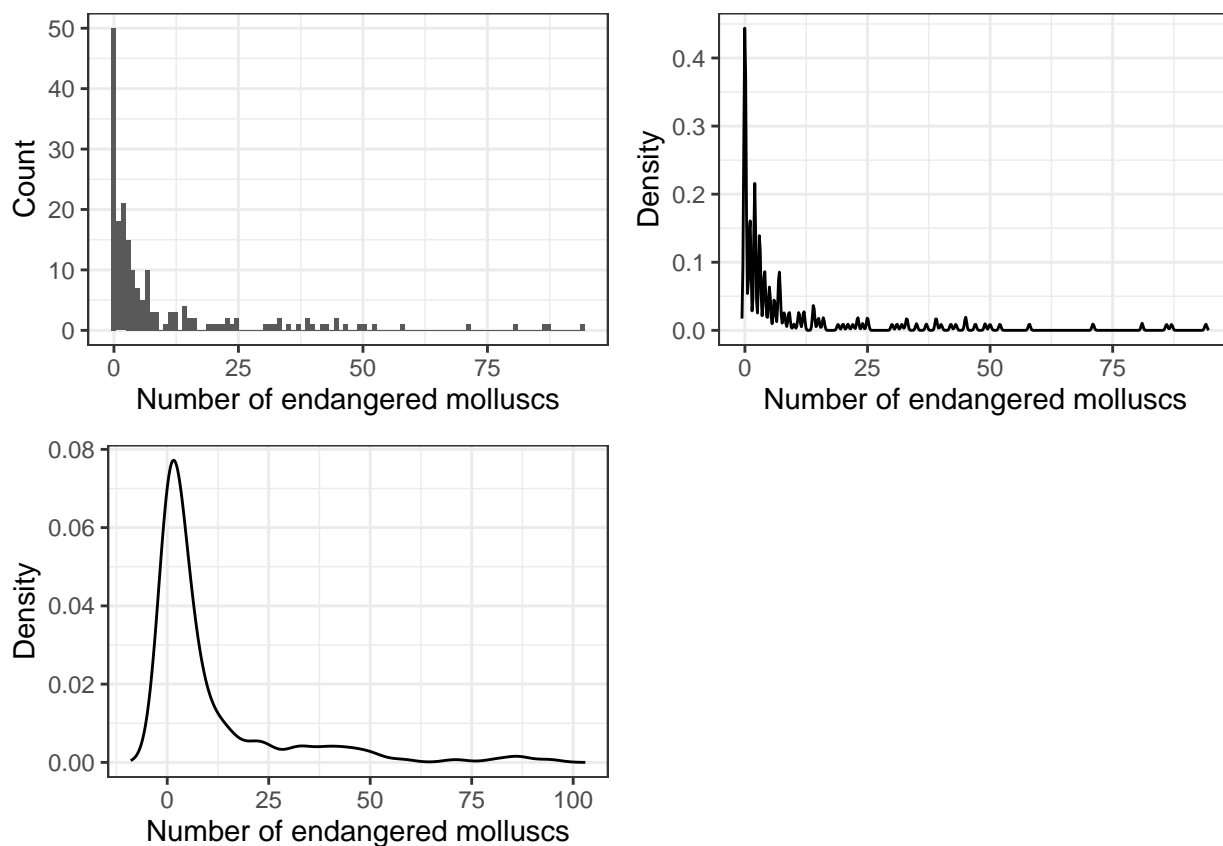 50
40
30
20
10
0
Count
0 25 50 75
Number of endangered molluscs
0.4
0.3
0.2
0.1
0.0
Density
0 25 50 75
Number of endangered molluscs
0.08
0.06
0.04
0.02
0.00
Density
0 25 50 75 100
Number of endangered molluscs